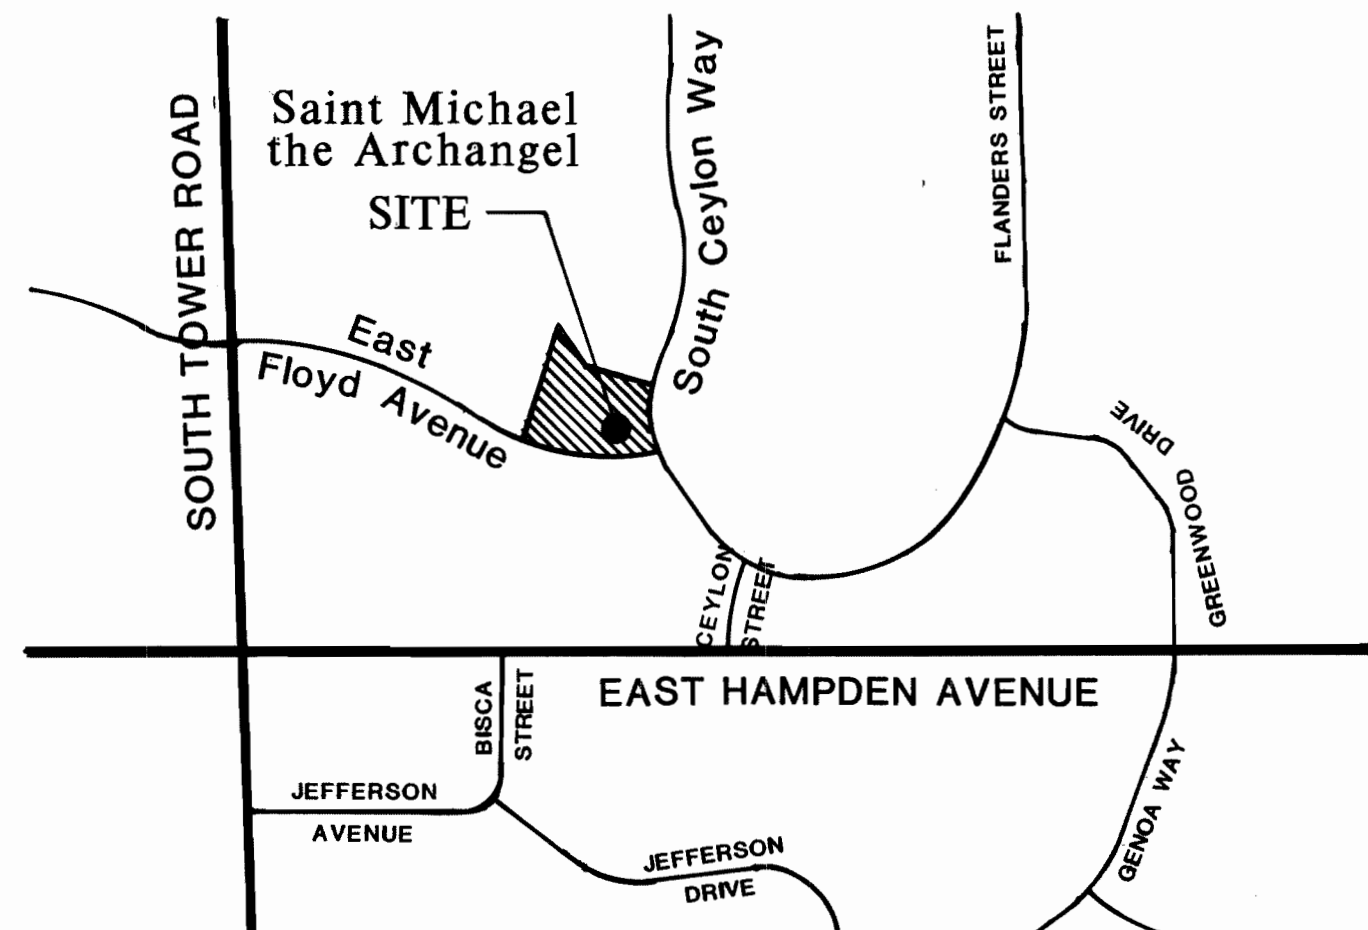 Saint Michael
the Archangel
SITE
SOUTH TOWER ROAD
South Ceylon Way
FLANDERS STREET
East
Floyd Avenue
GREENWOOD DRIVE
CEYLON
STREET
EAST HAMPDEN AVENUE
BISCA
STREET
JEFFERSON
AVENUE
JEFFERSON
DRIVE
GENOA WAY